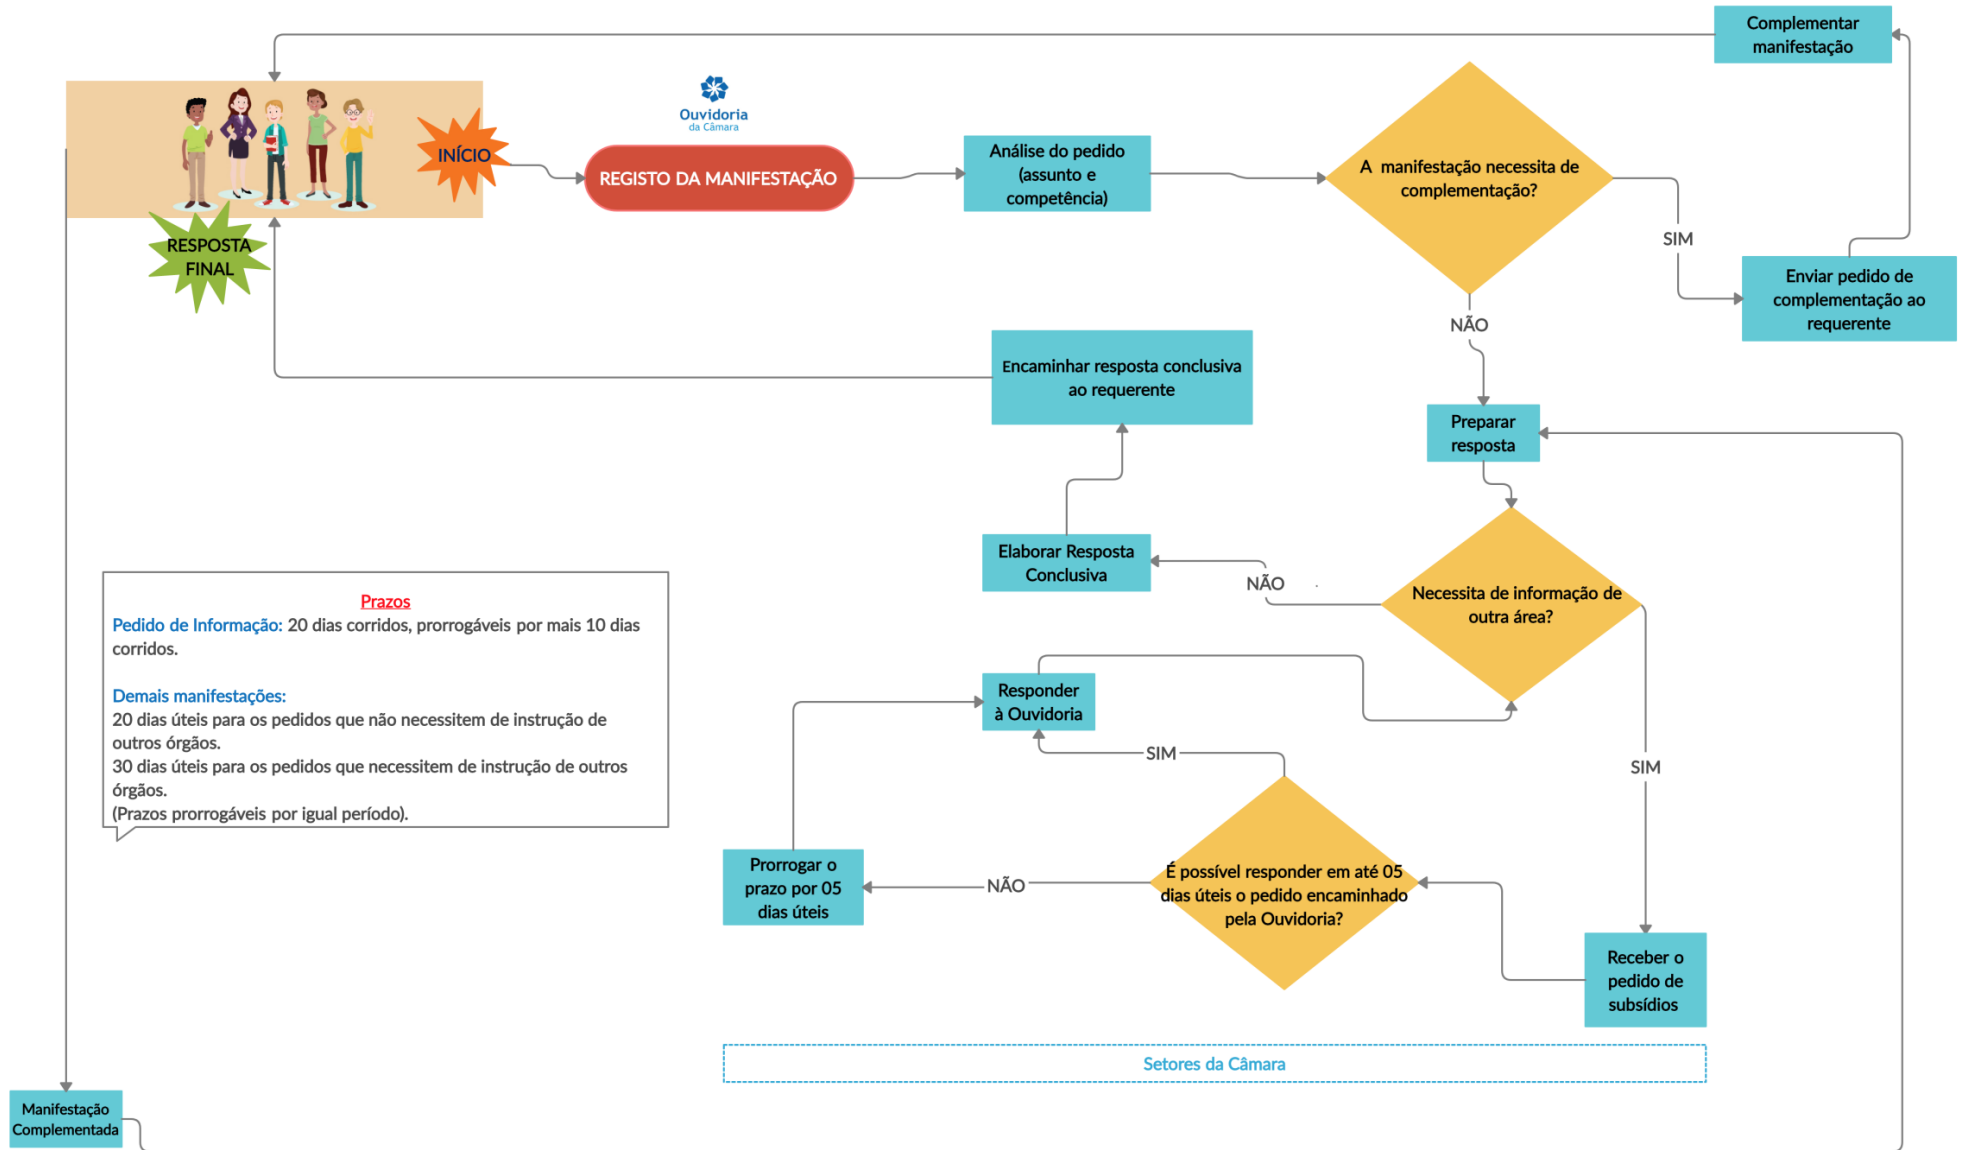 Complementar
manifestação
Ouvidoria
da Câmara
INÍCIO
REGISTO DA MANIFESTAÇÃO
Análise do pedido
(assunto e
competência)
A manifestação necessita de
complementação?
SIM
Enviar pedido de
complementação ao
requerente
RESPOSTA
FINAL
NÃO
Encaminhar resposta conclusiva
ao requerente
Preparar
resposta
Elaborar Resposta
Conclusiva
NÃO
Necessita de informação de
outra área?
Prazos
Pedido de Informação: 20 dias corridos, prorrogáveis por mais 10 dias
corridos.
Demais manifestações:
20 dias úteis para os pedidos que não necessitem de instrução de
outros órgãos.
30 dias úteis para os pedidos que necessitem de instrução de outros
órgãos.
(Prazos prorrogáveis por igual período).
Responder
à Ouvidoria
SIM
SIM
Prorrogar o
prazo por 05
dias úteis
NÃO
É possível responder em até 05
dias úteis o pedido encaminhado
pela Ouvidoria?
Receber o
pedido de
subsídios
Setores da Câmara
Manifestação
Complementada